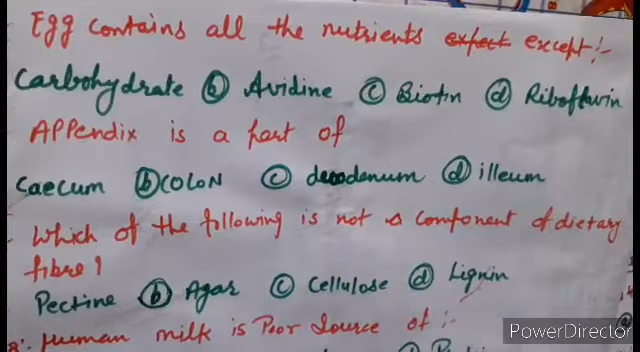 Egg contains all the nutrients expect except:-
Carbohydrate ⓑ Avidine ⓒ Biotin ⓓ Riboflavin
Appendix is a part of
Caecum ⓑ COLON ⓒ deodenum ⓓ illeum
Which of the following is not a component of dietary
fibre?
Pectine ⓑ Agar ⓒ Cellulose ⓓ Lignin
8:- Human milk is Poor Source of :-
PowerDirector